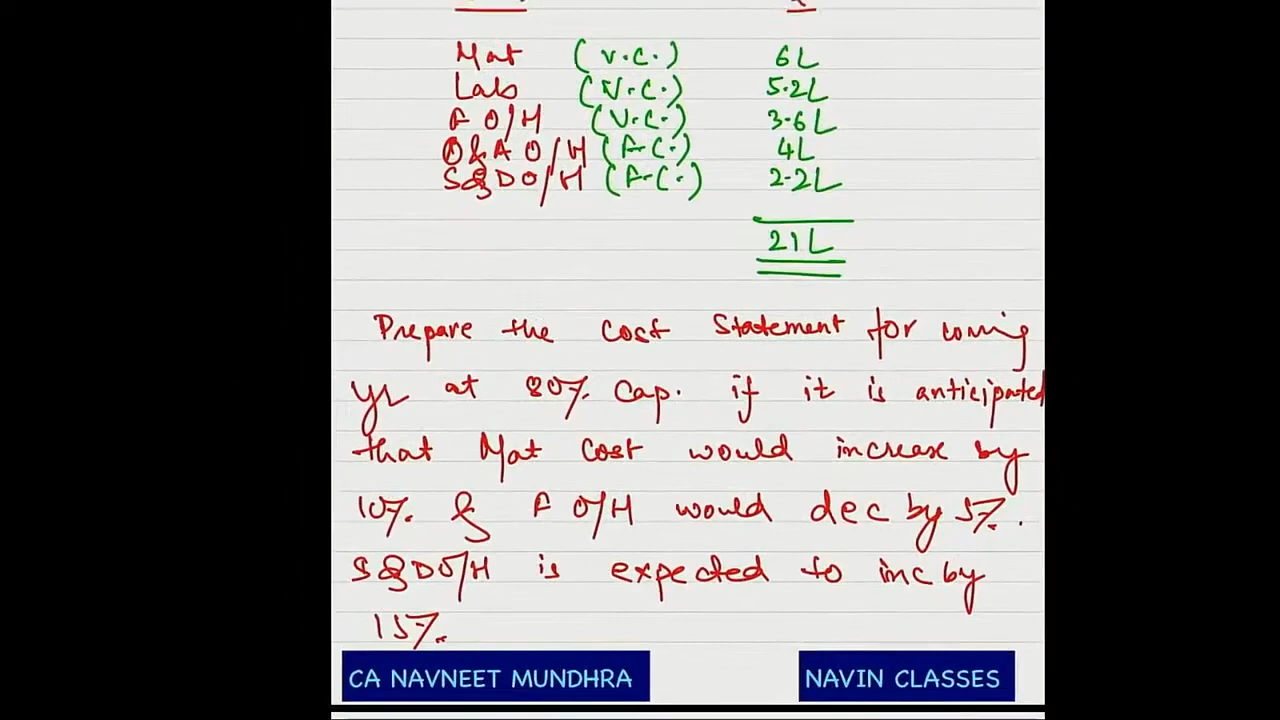 Mat (V.C.) 6L
Lab (V.C.) 5.2L
F O/H (V.C.) 3.6L
O&A O/H (F.C.) 4L
S&D O/H (F.C.) 2.2L
21L
Prepare the cost statement for coming
yr at 80% cap. if it is anticipated
that Mat cost would increase by
10% & F O/H would dec by 5%.
S&D O/H is expected to inc by
15%.
CA NAVNEET MUNDHRA
NAVIN CLASSES